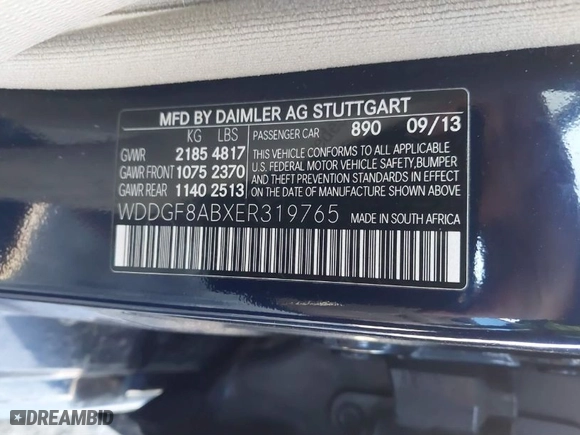 MFD BY DAIMLER AG STUTTGART
KG LBS PASSENGER CAR 890 09/13
GVWR 2185 4817 THIS VEHICLE CONFORMS TO ALL APPLICABLE
GAWR FRONT 1075 2370 U.S. FEDERAL MOTOR VEHICLE SAFETY, BUMPER
GAWR REAR 1140 2513 AND THEFT PREVENTION STANDARDS IN EFFECT
ON THE DATE OF MANUFACTURE SHOWN ABOVE.
WDDGF8ABXER319765 MADE IN SOUTH AFRICA
DREAMBID